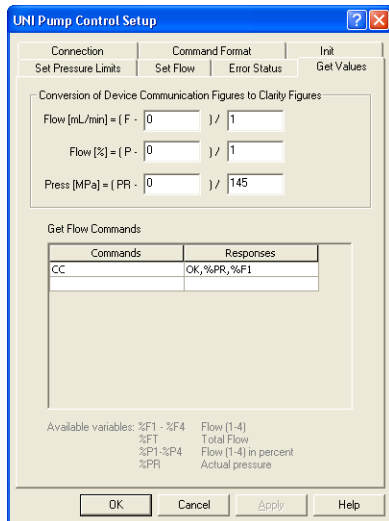 UNI Pump Control Setup
Connection Command Format Init
Set Pressure Limits Set Flow Error Status Get Values
Conversion of Device Communication Figures to Clarity Figures
Flow [mL/min] = ( F - 0 ) / 1
Flow [%] = ( P - 0 ) / 1
Press [MPa] = ( PR - 0 ) / 145
Get Flow Commands
Commands Responses
CC OK,%PR,%F1
Available variables: %F1 - %F4 Flow (1-4)
%FT Total Flow
%P1-%P4 Flow (1-4) in percent
%PR Actual pressure
OK Cancel Apply Help